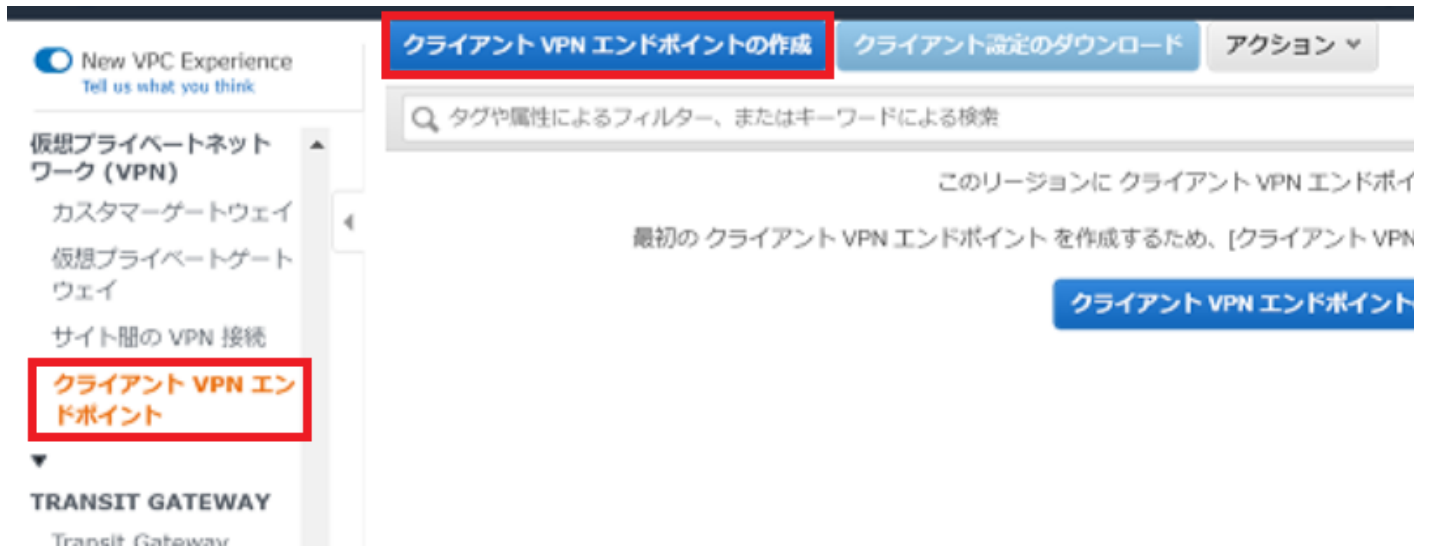 クライアント VPN エンドポイントの作成
クライアント設定のダウンロード
アクション
New VPC Experience
Tell us what you think
タグや属性によるフィルター、またはキーワードによる検索
仮想プライベートネット
ワーク (VPN)
カスタマーゲートウェイ
仮想プライベートゲート
ウェイ
サイト間の VPN 接続
クライアント VPN エン
ドポイント
TRANSIT GATEWAY
Transit Gateway
このリージョンに クライアント VPN エンドポイ
最初の クライアント VPN エンドポイント を作成するため、[クライアント VPN
クライアント VPN エンドポイント